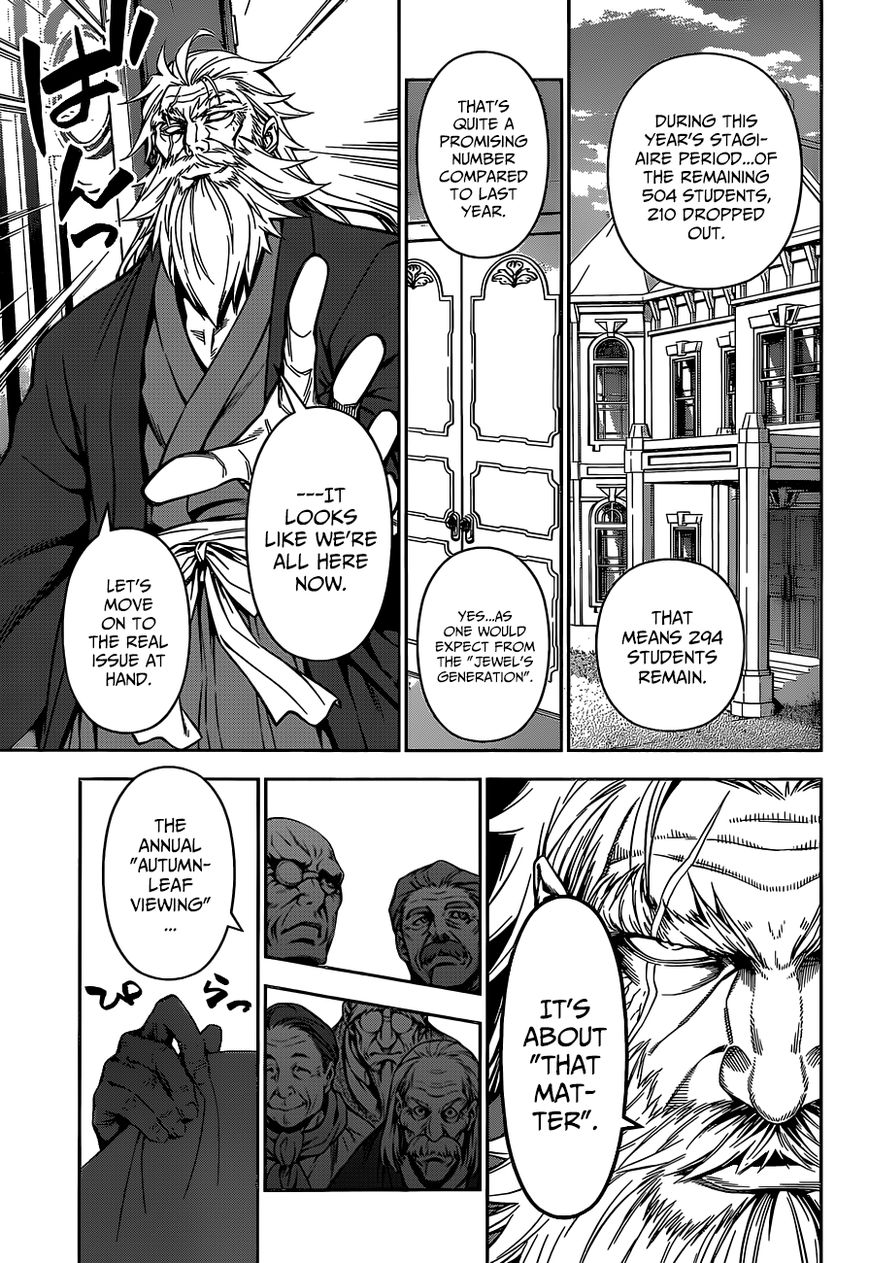 DURING THIS
YEAR'S STAGI-
AIRE PERIOD...OF
THE REMAINING
504 STUDENTS,
210 DROPPED
OUT.
THAT
MEANS 294
STUDENTS
REMAIN.
THAT'S
QUITE A
PROMISING
NUMBER
COMPARED
TO LAST
YEAR.
YES...AS
ONE WOULD
EXPECT FROM
THE "JEWEL'S
GENERATION".
ばんっ
---IT
LOOKS
LIKE WE'RE
ALL HERE
NOW.
LET'S
MOVE
ON TO
THE REAL
ISSUE AT
HAND.
IT'S
ABOUT
"THAT
MAT-
TER".
THE
ANNUAL
"AUTUMN-
LEAF
VIEWING"
...
ぴらっ